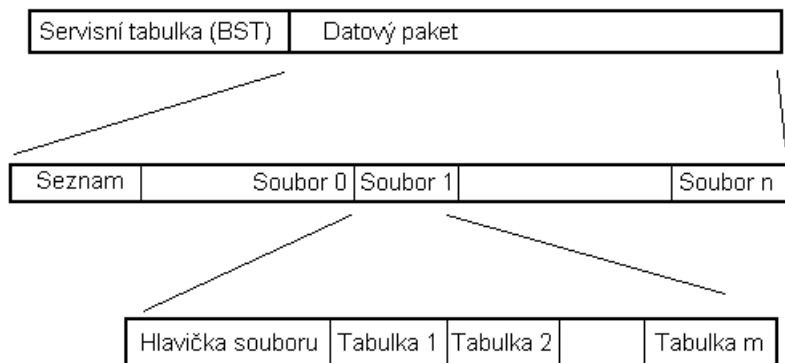 Servisní tabulka (BST) Datový paket
Seznam Soubor 0 Soubor 1 Soubor n
Hlavička souboru Tabulka 1 Tabulka 2 Tabulka m